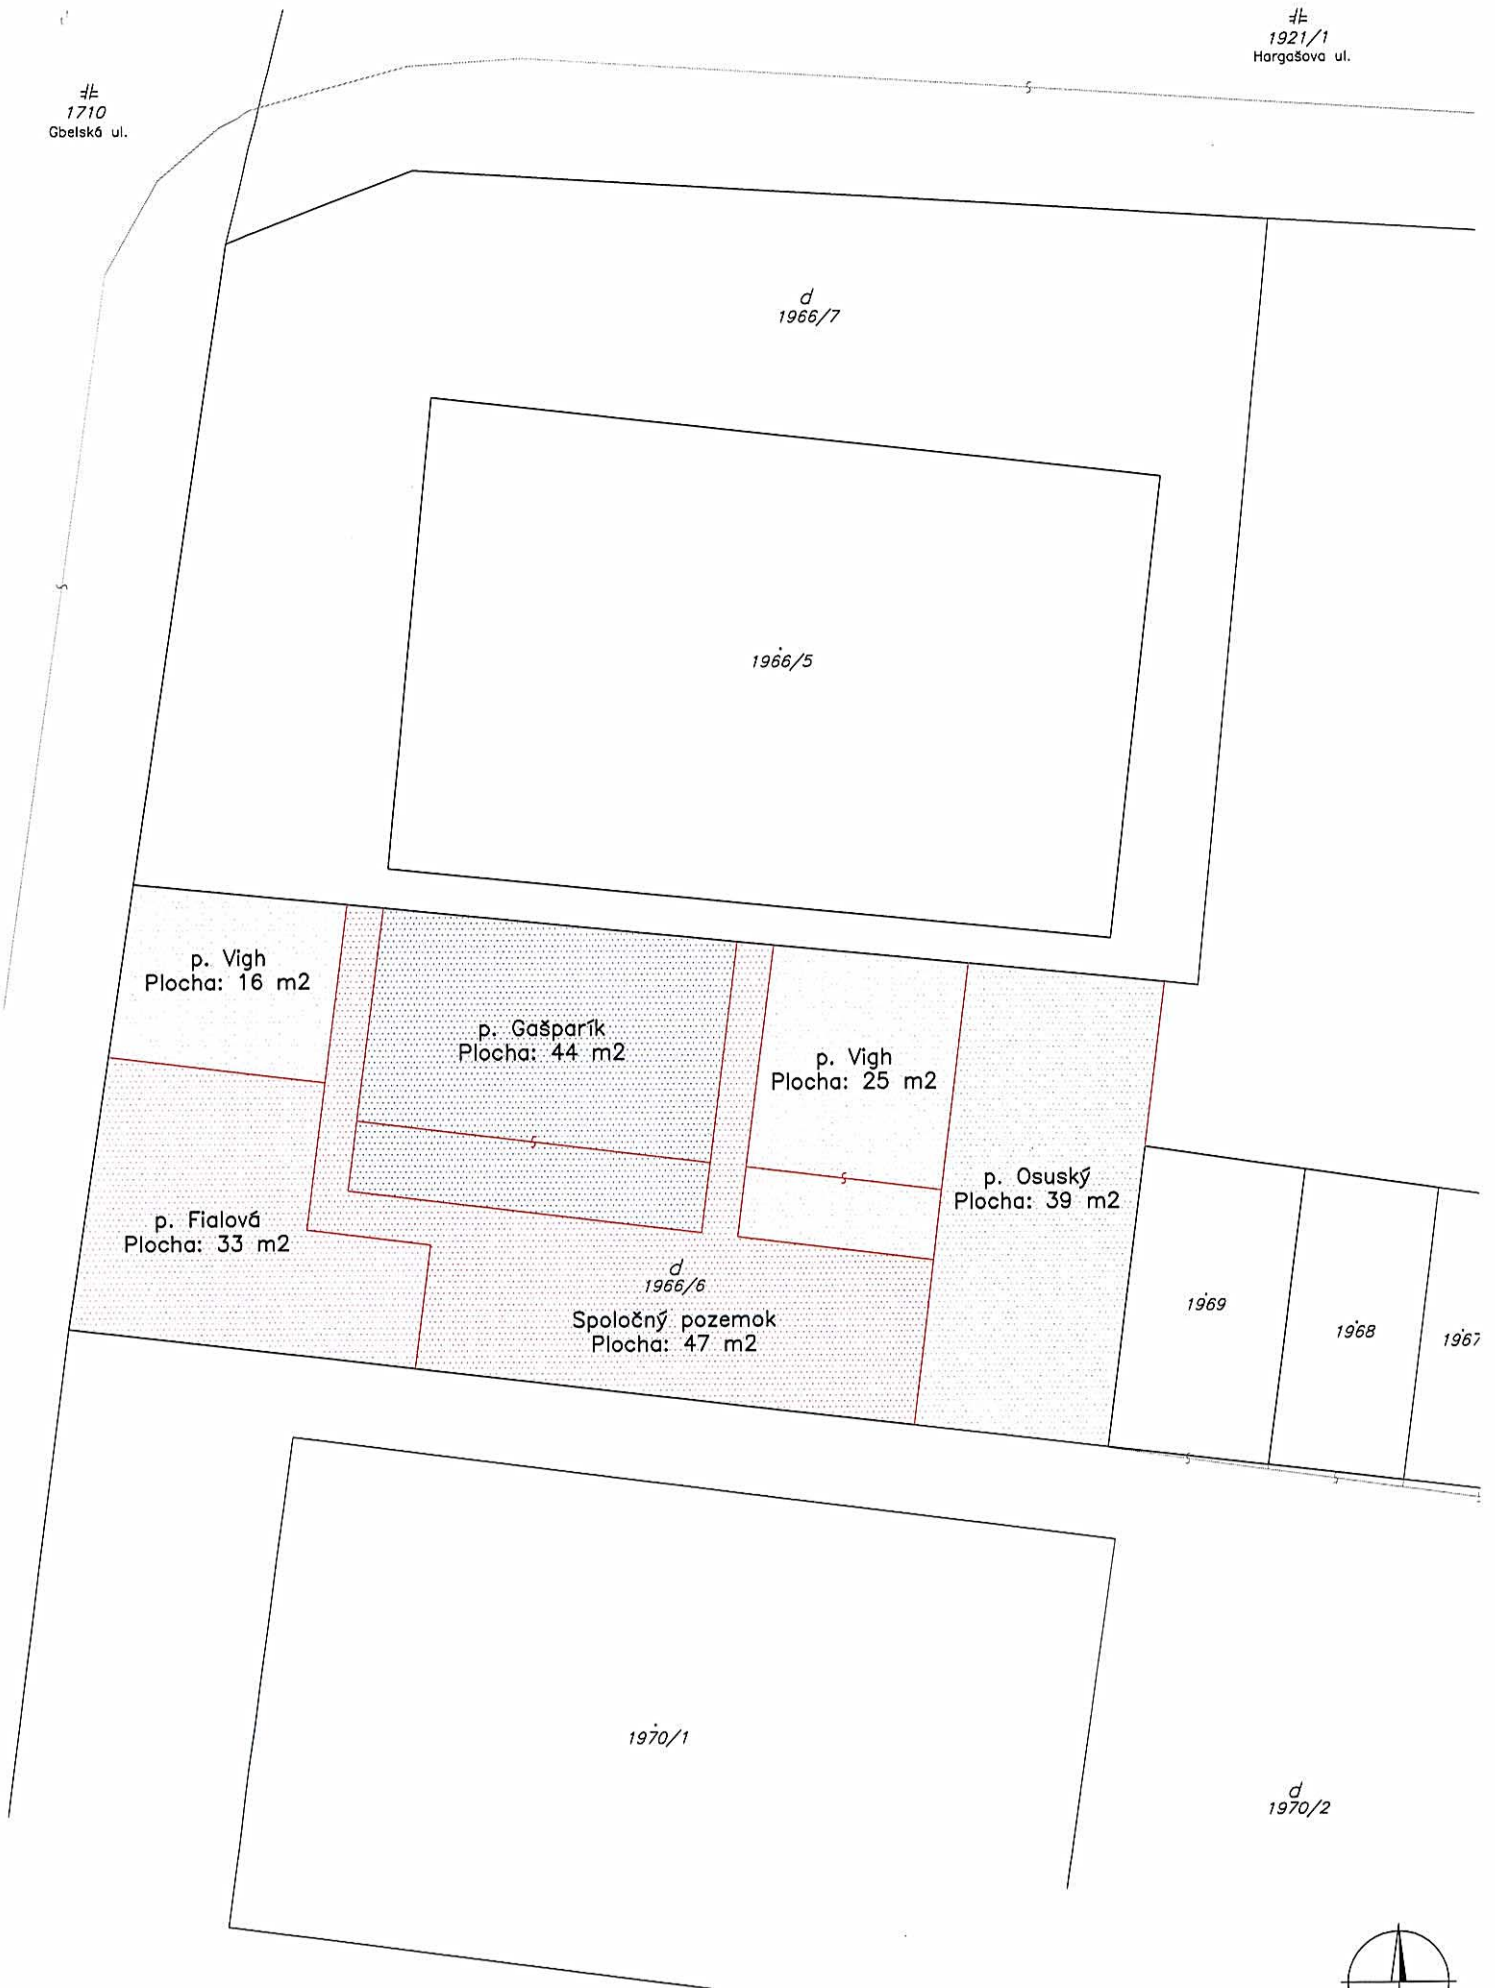 1921/1
Hargašova ul.
1710
Gbelská ul.
d
1966/7
1966/5
p. Vigh
Plocha: 16 m2
p. Gašparík
Plocha: 44 m2
p. Vigh
Plocha: 25 m2
p. Osuský
Plocha: 39 m2
p. Fialová
Plocha: 33 m2
d
1966/6
Spoločný pozemok
Plocha: 47 m2
1969
1968
1967
1970/1
d
1970/2